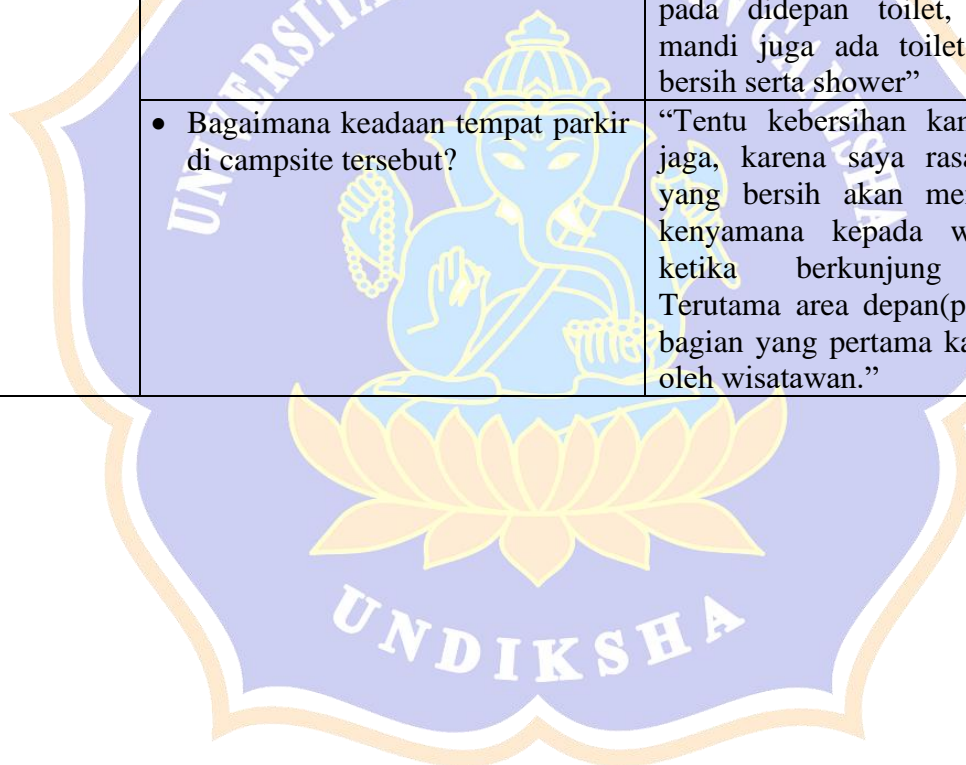 pada didepan toilet,
mandi juga ada toilet
bersih serta shower”
• Bagaimana keadaan tempat parkir
di campsite tersebut?
“Tentu kebersihan
jaga, karena saya
yang bersih akan
kenyamana kepada
ketika berkunjung
Terutama area
bagian yang pertama
oleh wisatawan.”
UNDIKSHA